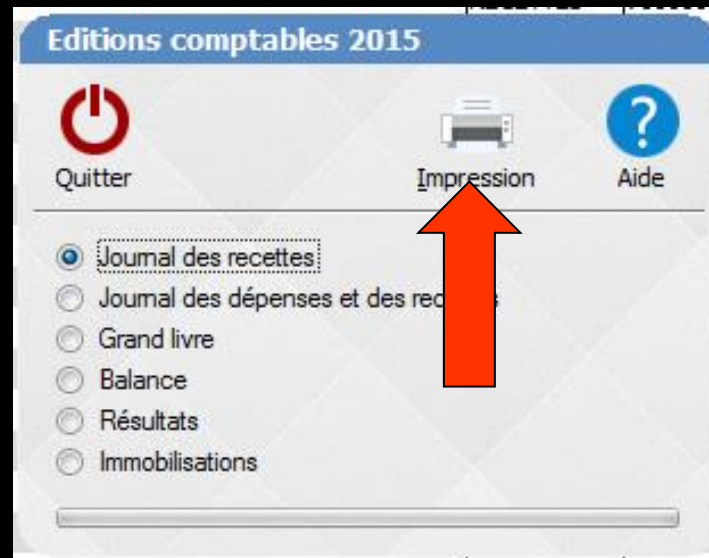 Editions comptables 2015
Quitter
Impression
Aide
Journal des recettes
Journal des dépenses et des
Grand livre
Balance
Résultats
Immobilisations